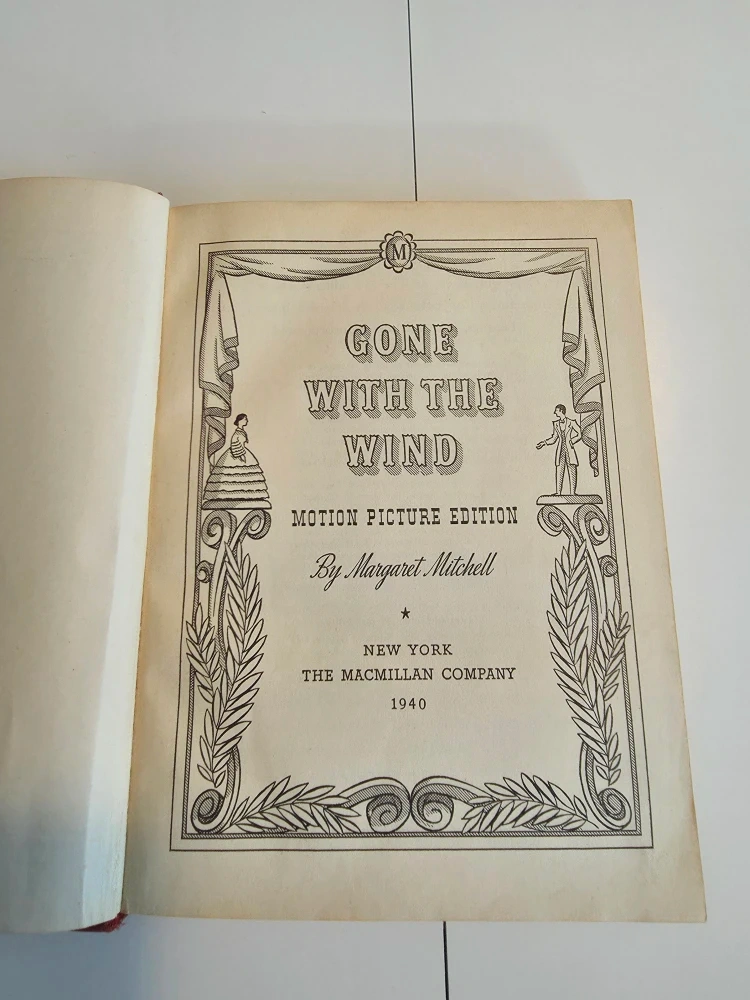 M
GONE
WITH THE
WIND
MOTION PICTURE EDITION
By Margaret Mitchell
NEW YORK
THE MACMILLAN COMPANY
1940